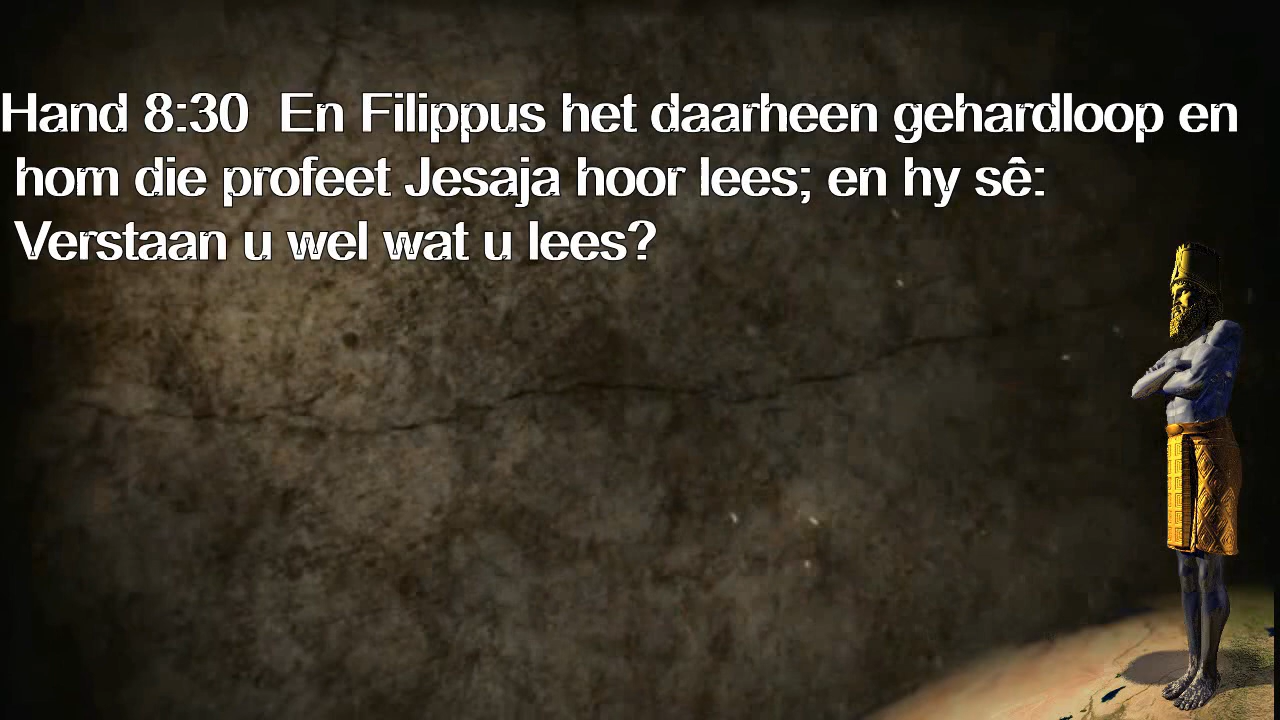 Hand 8:30  En Filippus het daarheen gehardloop en
hom die profeet Jesaja hoor lees; en hy sê:
Verstaan u wel wat u lees?